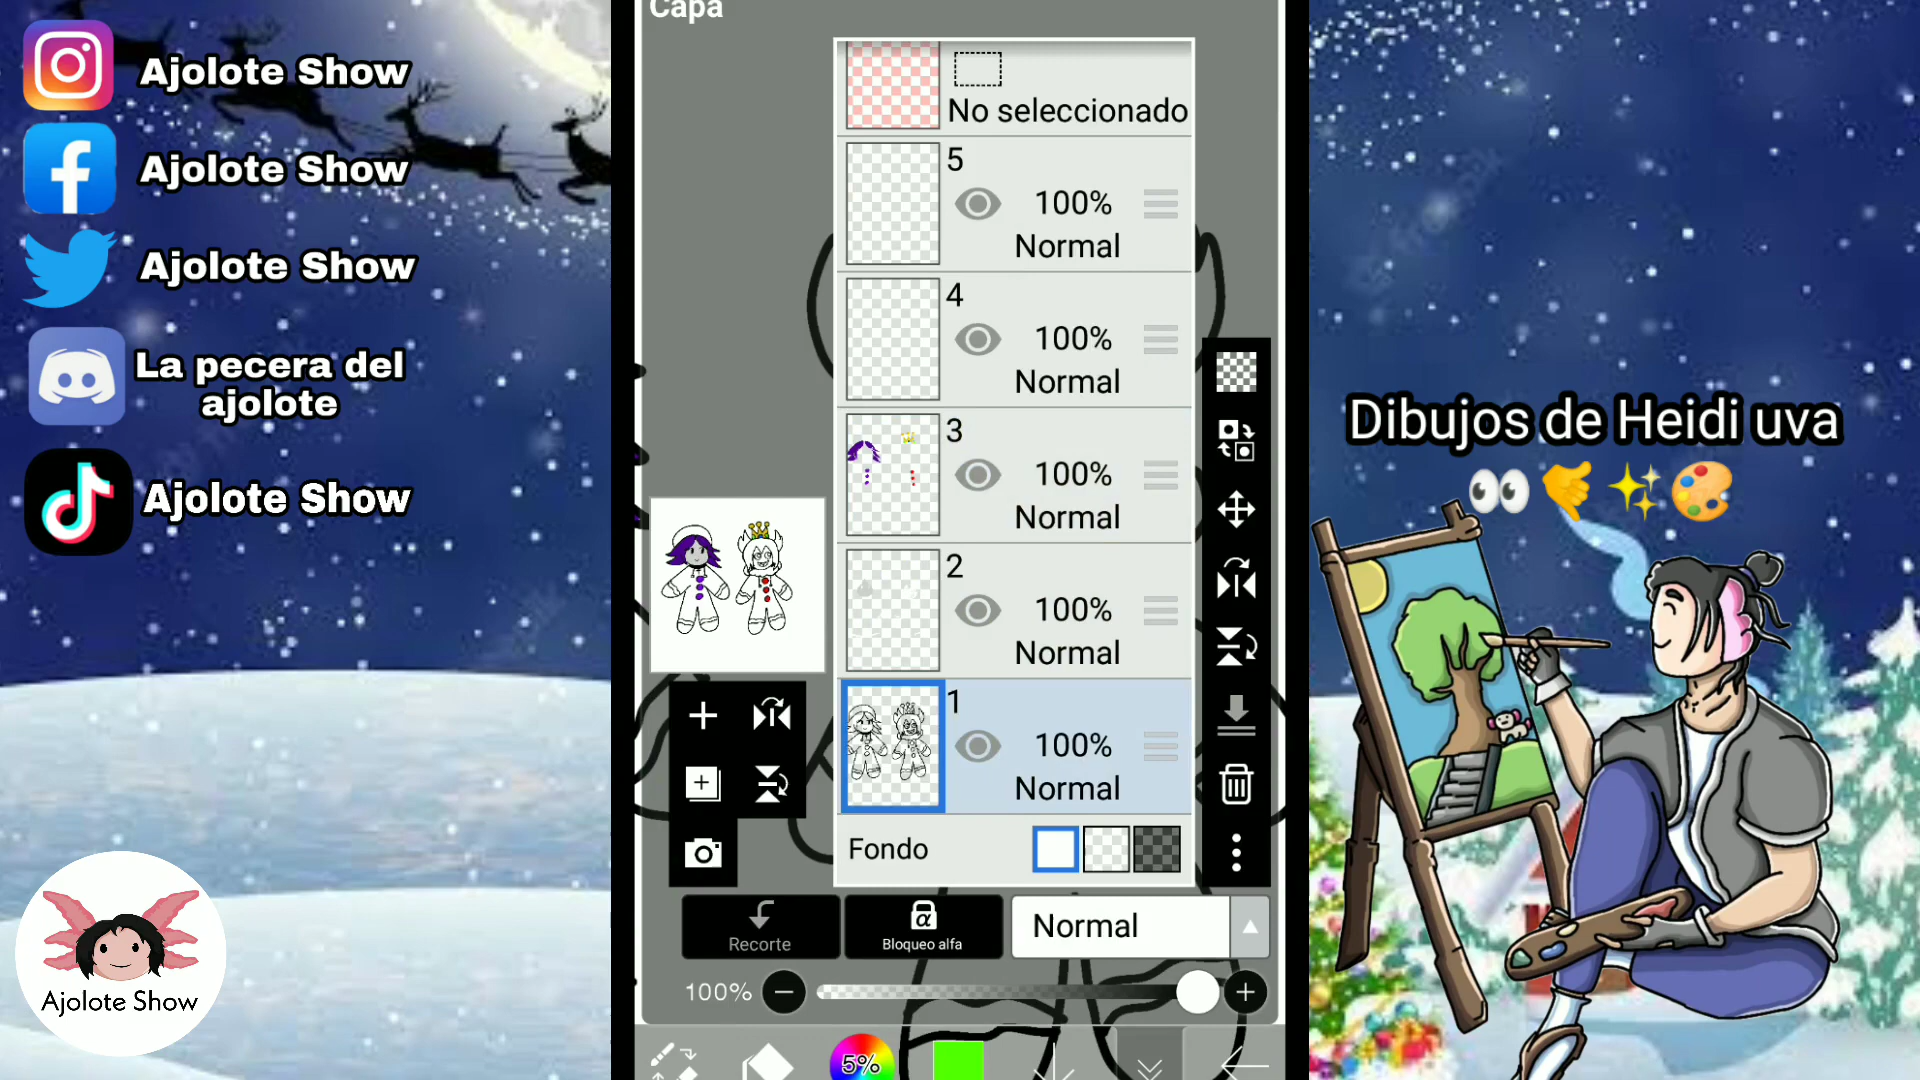 Ajolote Show
Ajolote Show
Ajolote Show
La pecera del
ajolote
Ajolote Show
Ajolote Show
Capa
No seleccionado
5
100%
Normal
4
100%
Normal
3
100%
Normal
2
100%
Normal
1
100%
Normal
Fondo
Recorte
α
Bloqueo alfa
Normal
100%
5%
Dibujos de Heidi uva